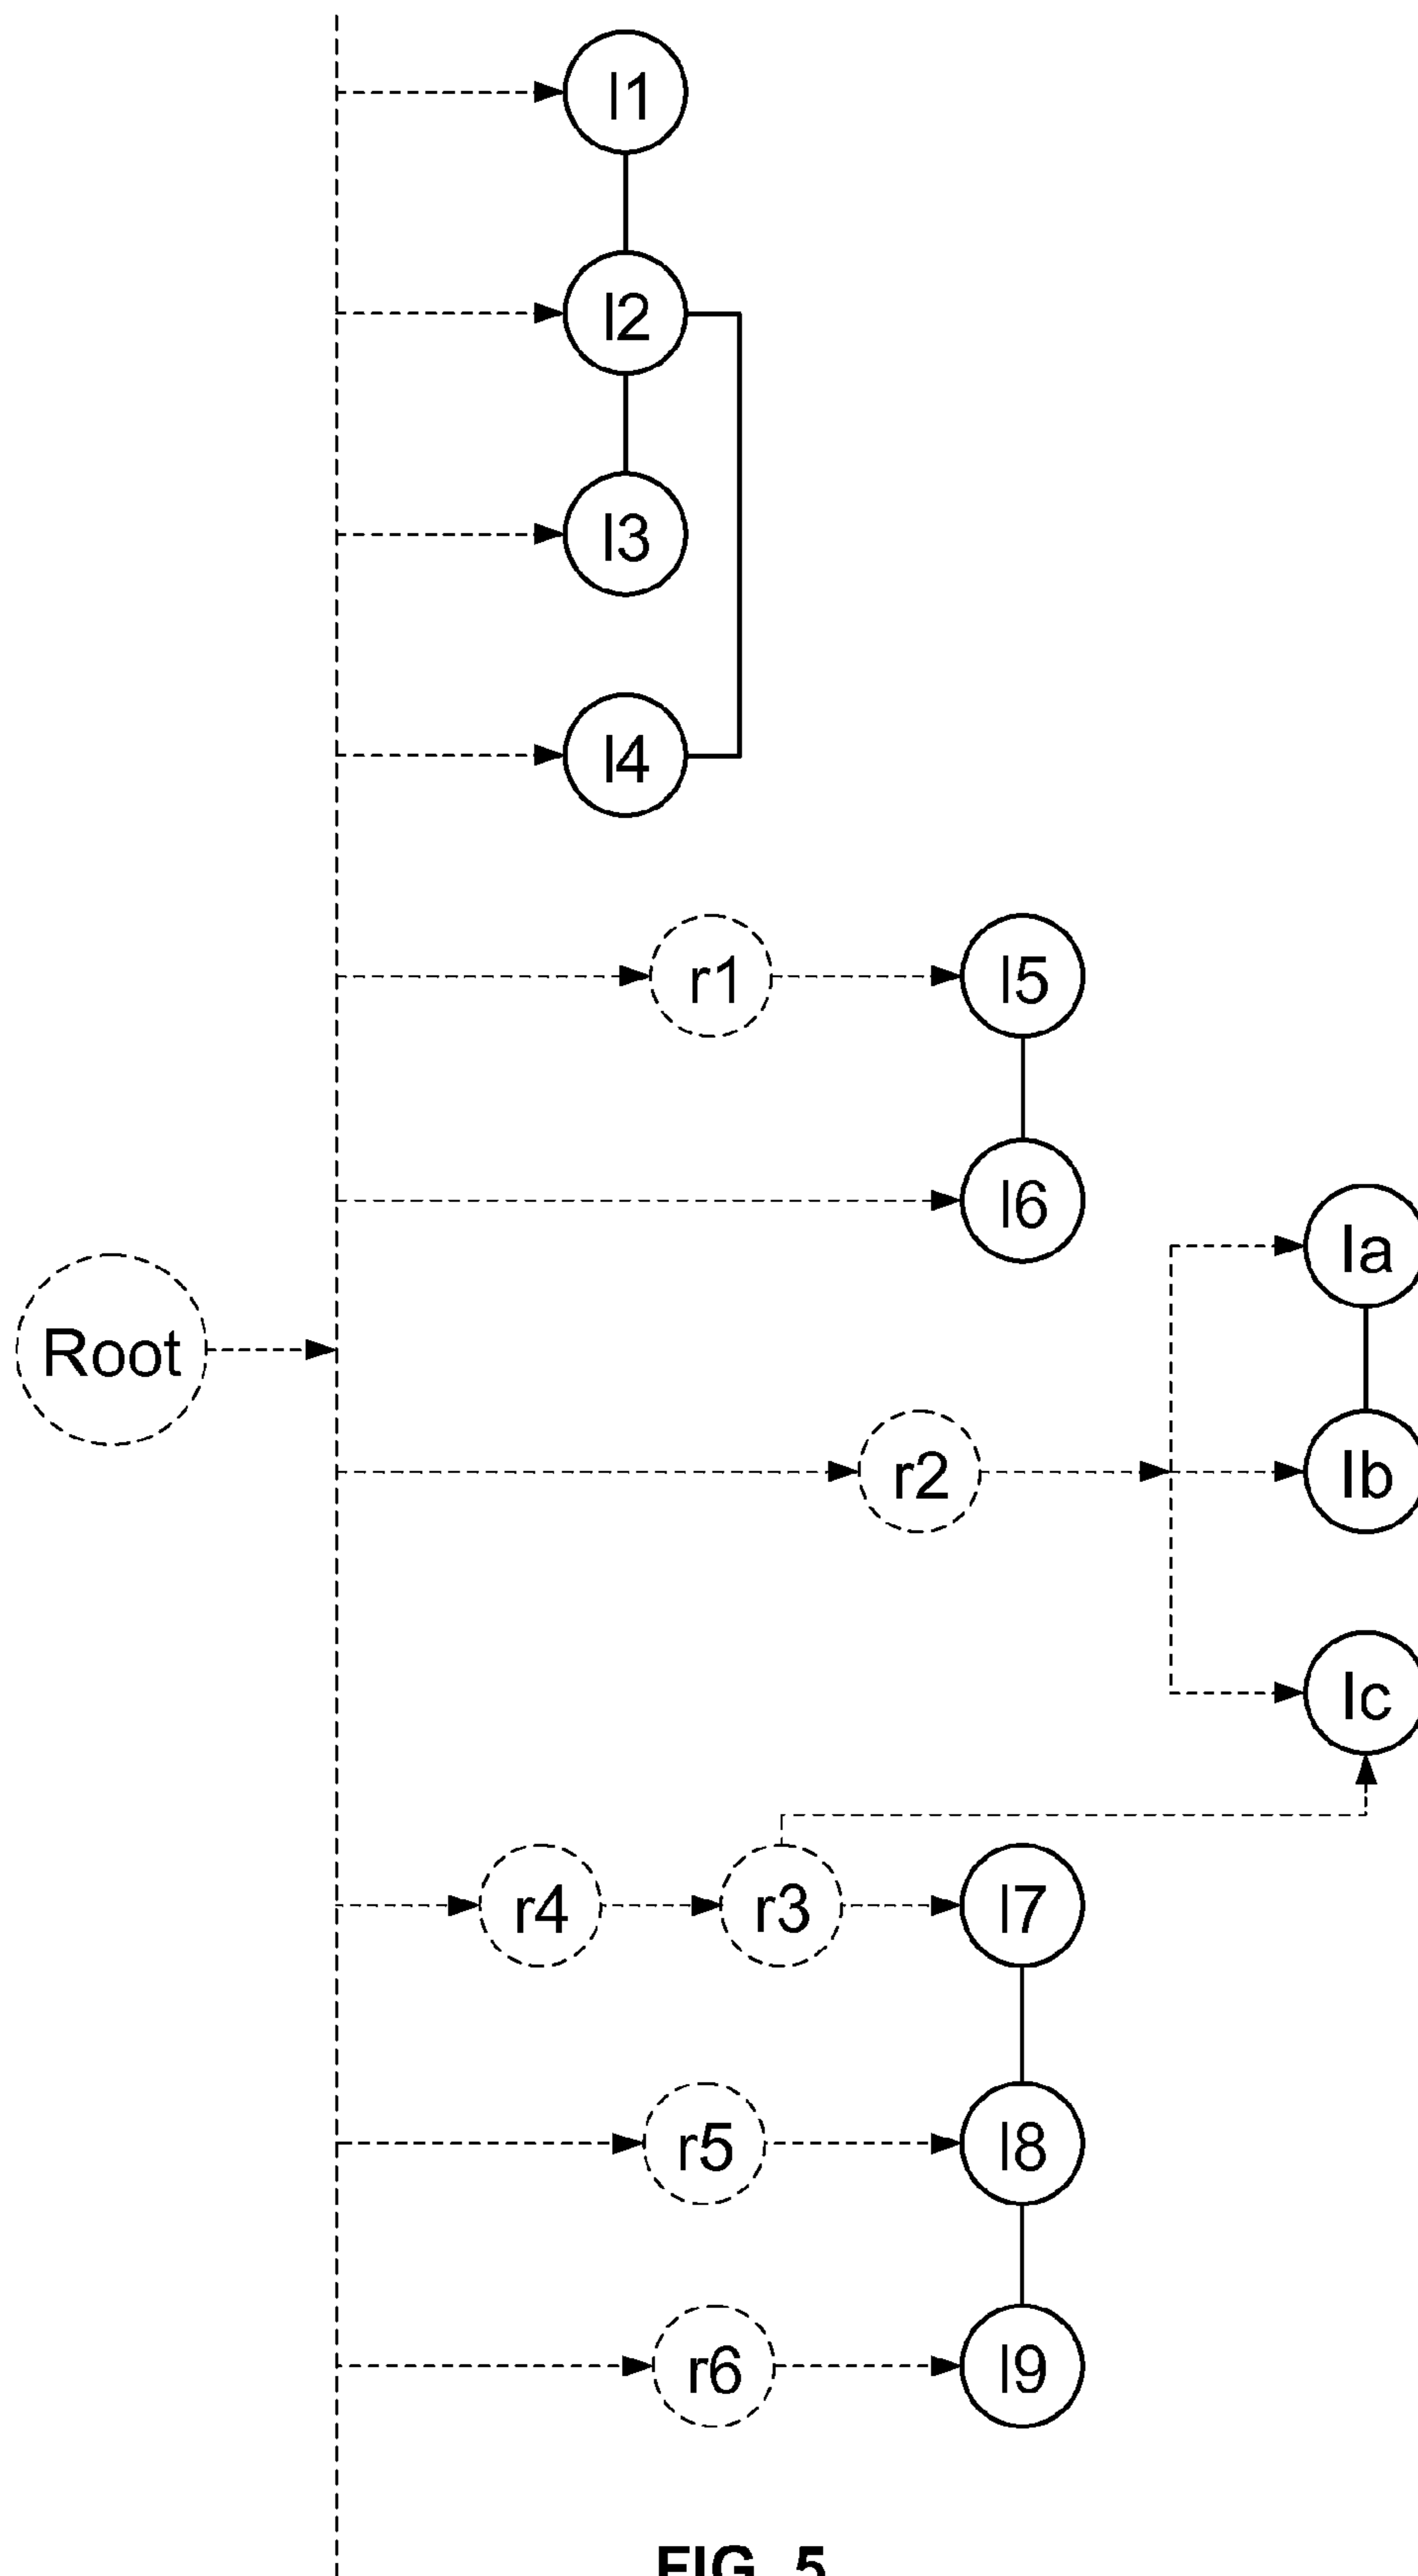 l1
l2
l3
l4
r1 l5
l6
la
Root
r2 lb
lc
r4 r3 l7
r5 l8
r6 l9
FIG. 5